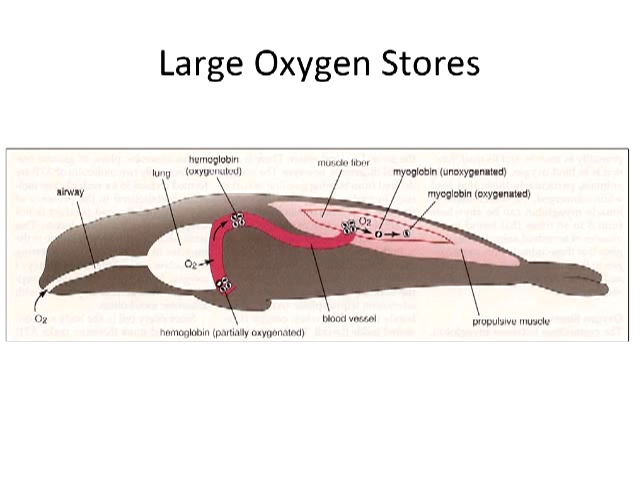 Large Oxygen Stores
hemoglobin
(oxygenated)
muscle fiber
lung
myoglobin (unoxygenated)
airway
myoglobin (oxygenated)
O2
O2
O2
blood vessel
propulsive muscle
hemoglobin (partially oxygenated)